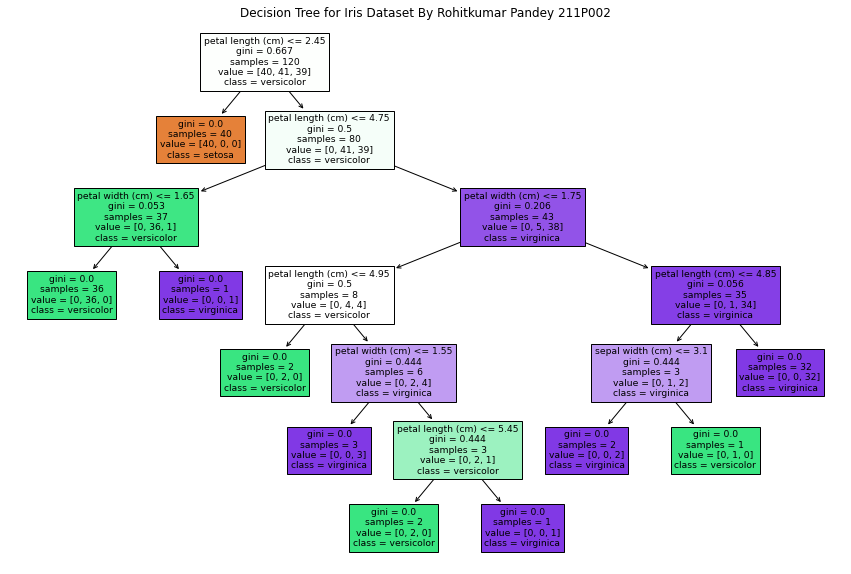 Decision Tree for Iris Dataset By Rohitkumar Pandey 211P002
petal length (cm) <= 2.45
gini = 0.667
samples = 120
value = [40, 41, 39]
class = versicolor
gini = 0.0
samples = 40
value = [40, 0, 0]
class = setosa
petal length (cm) <= 4.75
gini = 0.5
samples = 80
value = [0, 41, 39]
class = versicolor
petal width (cm) <= 1.65
gini = 0.053
samples = 37
value = [0, 36, 1]
class = versicolor
petal width (cm) <= 1.75
gini = 0.206
samples = 43
value = [0, 5, 38]
class = virginica
gini = 0.0
samples = 36
value = [0, 36, 0]
class = versicolor
gini = 0.0
samples = 1
value = [0, 0, 1]
class = virginica
petal length (cm) <= 4.95
gini = 0.5
samples = 8
value = [0, 4, 4]
class = versicolor
petal length (cm) <= 4.85
gini = 0.056
samples = 35
value = [0, 1, 34]
class = virginica
gini = 0.0
samples = 2
value = [0, 2, 0]
class = versicolor
petal width (cm) <= 1.55
gini = 0.444
samples = 6
value = [0, 2, 4]
class = virginica
sepal width (cm) <= 3.1
gini = 0.444
samples = 3
value = [0, 1, 2]
class = virginica
gini = 0.0
samples = 32
value = [0, 0, 32]
class = virginica
gini = 0.0
samples = 3
value = [0, 0, 3]
class = virginica
petal length (cm) <= 5.45
gini = 0.444
samples = 3
value = [0, 2, 1]
class = versicolor
gini = 0.0
samples = 2
value = [0, 0, 2]
class = virginica
gini = 0.0
samples = 1
value = [0, 1, 0]
class = versicolor
gini = 0.0
samples = 2
value = [0, 2, 0]
class = versicolor
gini = 0.0
samples = 1
value = [0, 0, 1]
class = virginica